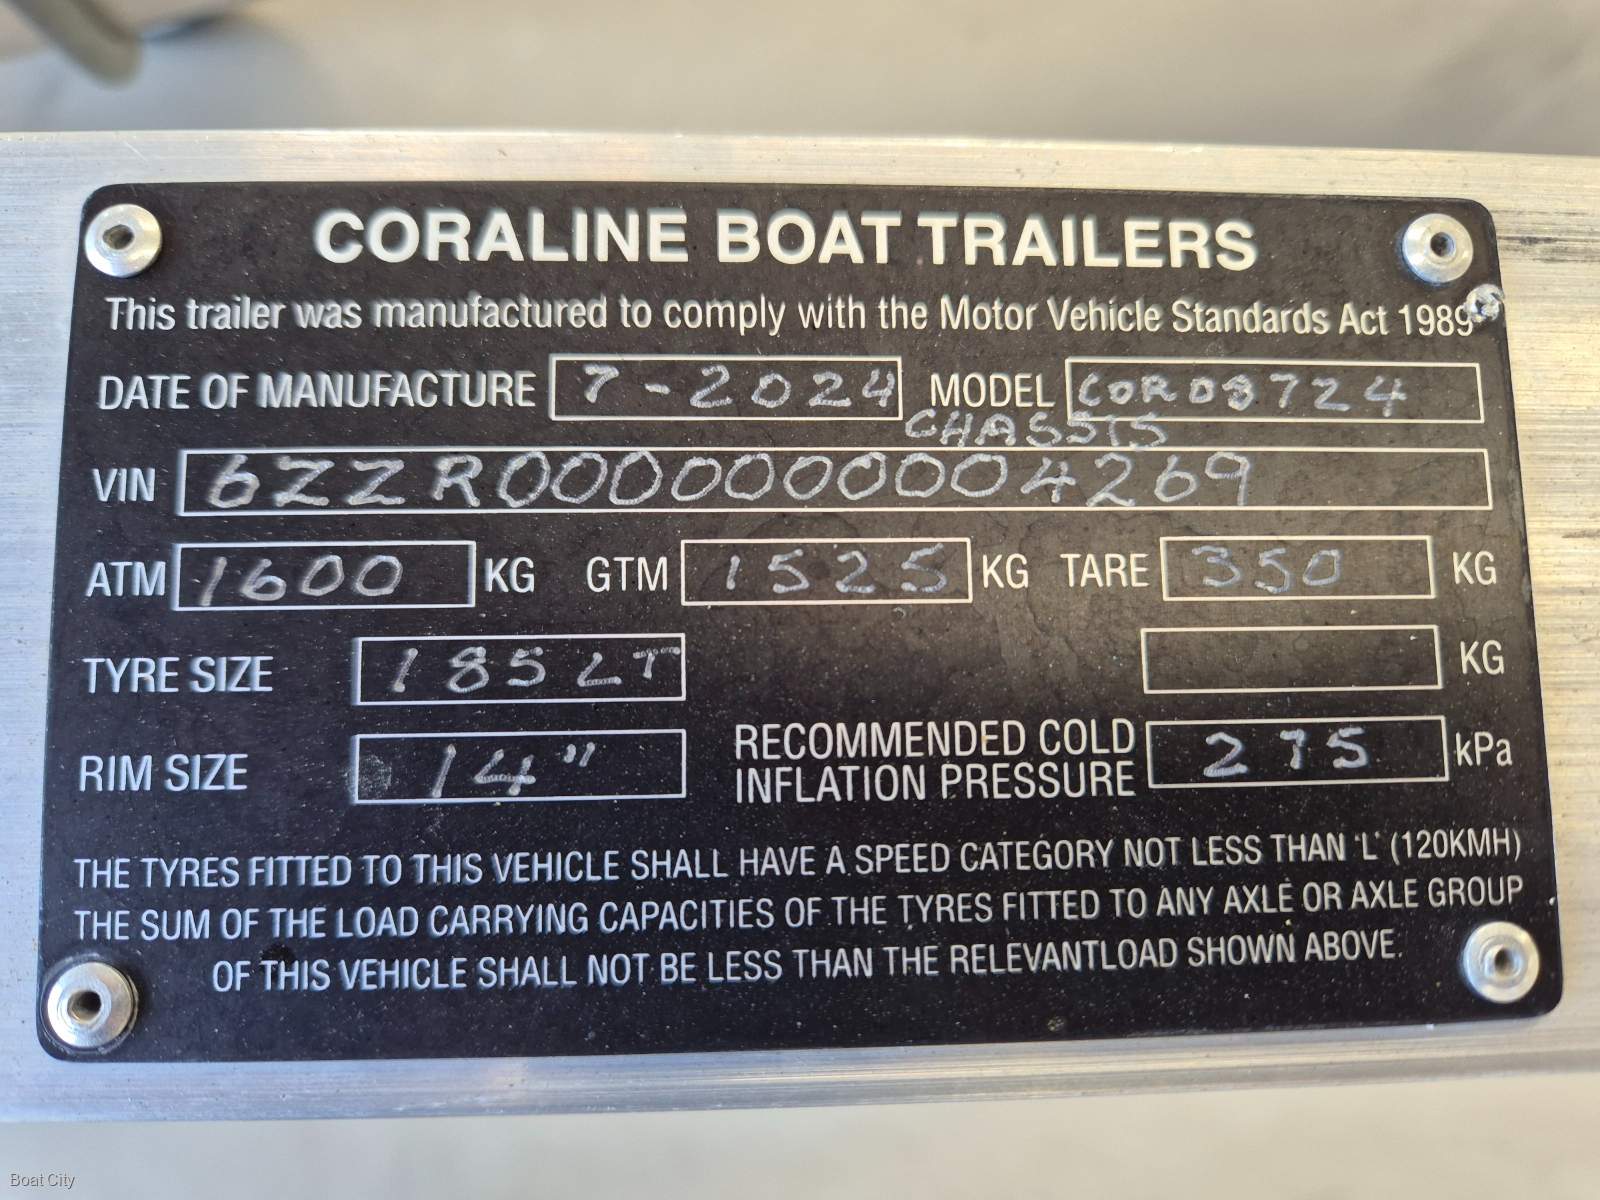 CORALINE BOAT TRAILERS
This trailer was manufactured to comply with the Motor Vehicle Standards Act 1989
DATE OF MANUFACTURE 7-2024 MODEL
CHASSIS
VIN 6ZZR0000000004269
ATM 1600 KG GTM 1525 KG TARE 350 KG
TYRE SIZE 185 LT KG
RIM SIZE 14" RECOMMENDED COLD
INFLATION PRESSURE 275 kPa
THE TYRES FITTED TO THIS VEHICLE SHALL HAVE A SPEED CATEGORY NOT LESS THAN 'L' (120KMH)
THE SUM OF THE LOAD CARRYING CAPACITIES OF THE TYRES FITTED TO ANY AXLE OR AXLE GROUP
OF THIS VEHICLE SHALL NOT BE LESS THAN THE RELEVANTLOAD SHOWN ABOVE.
Boat City